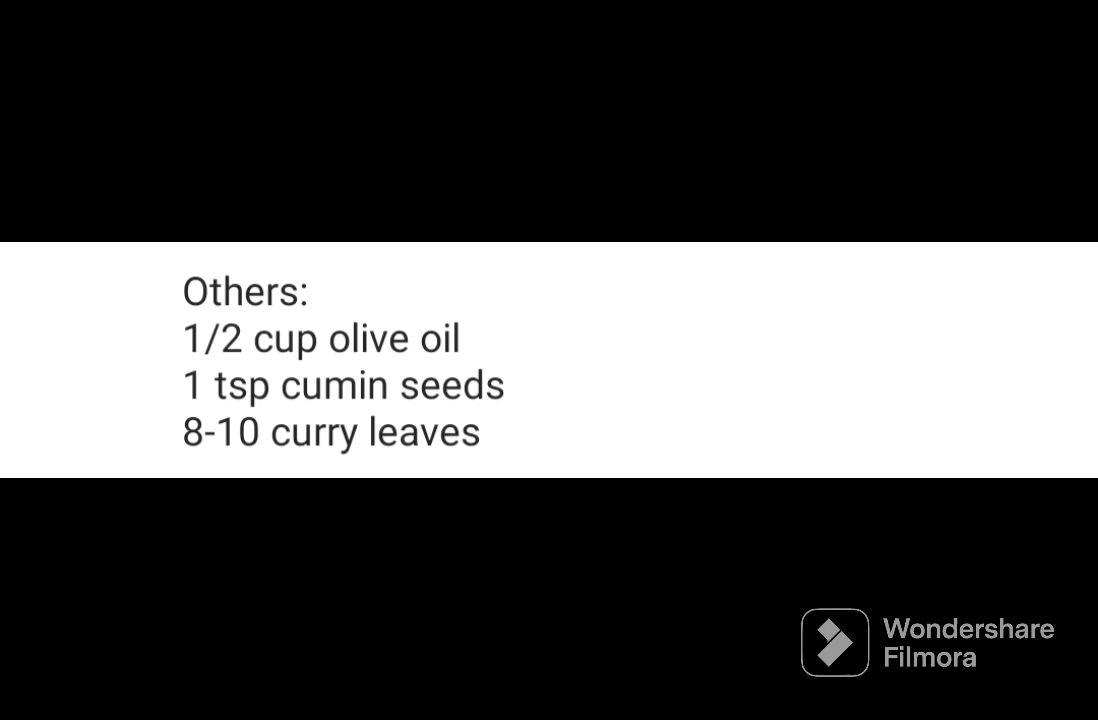 Others:
1/2 cup olive oil
1 tsp cumin seeds
8-10 curry leaves
Wondershare
Filmora